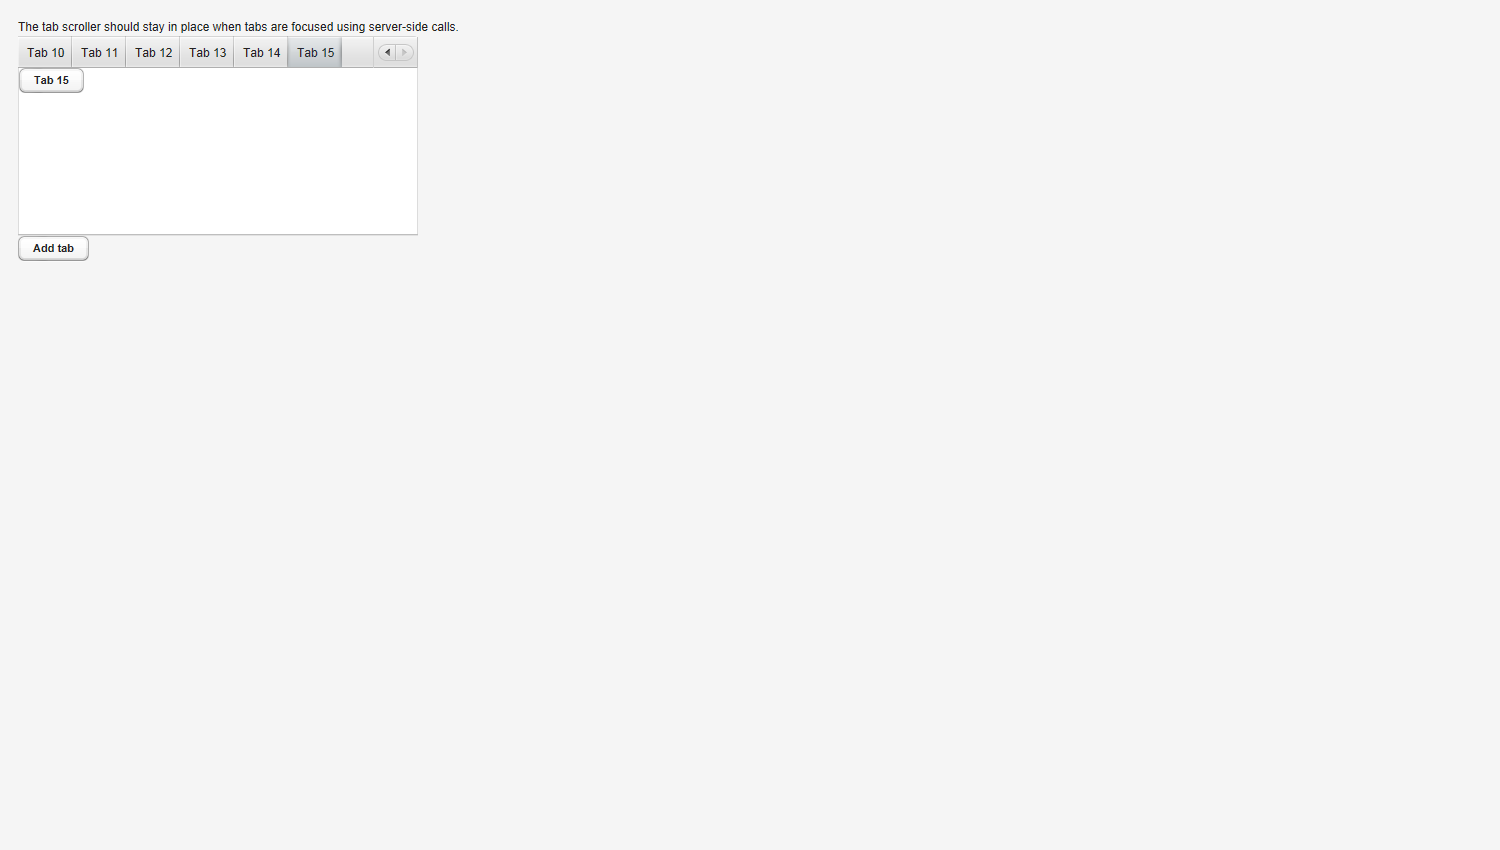 The tab scroller should stay in place when tabs are focused using server-side calls.
Tab 10 Tab 11 Tab 12 Tab 13 Tab 14 Tab 15
Tab 15
Add tab